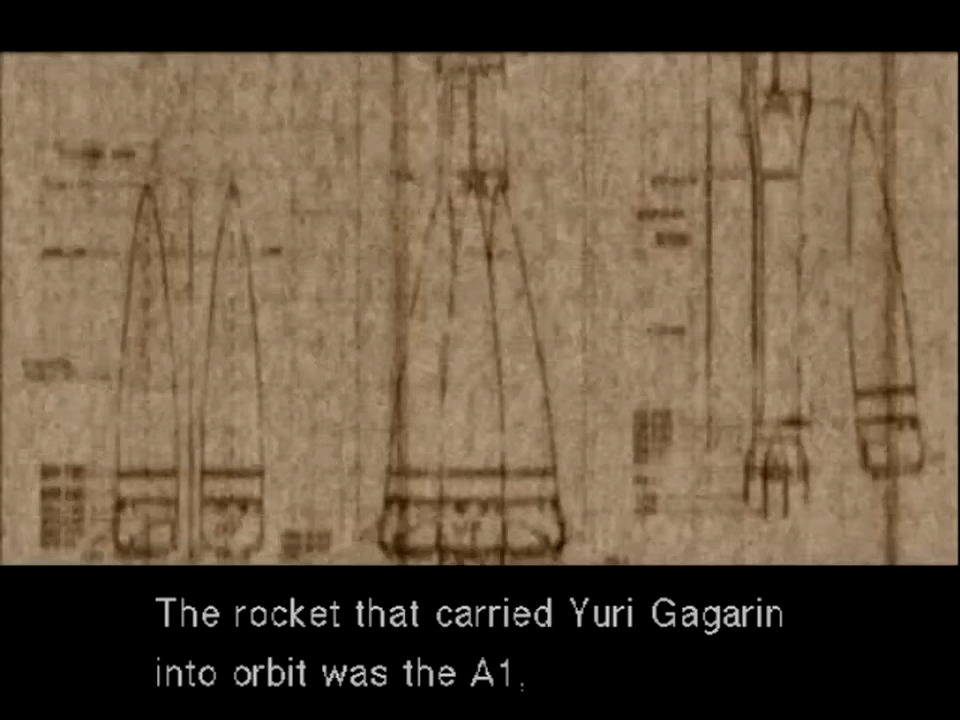 The rocket that carried Yuri Gagarin
into orbit was the A1,